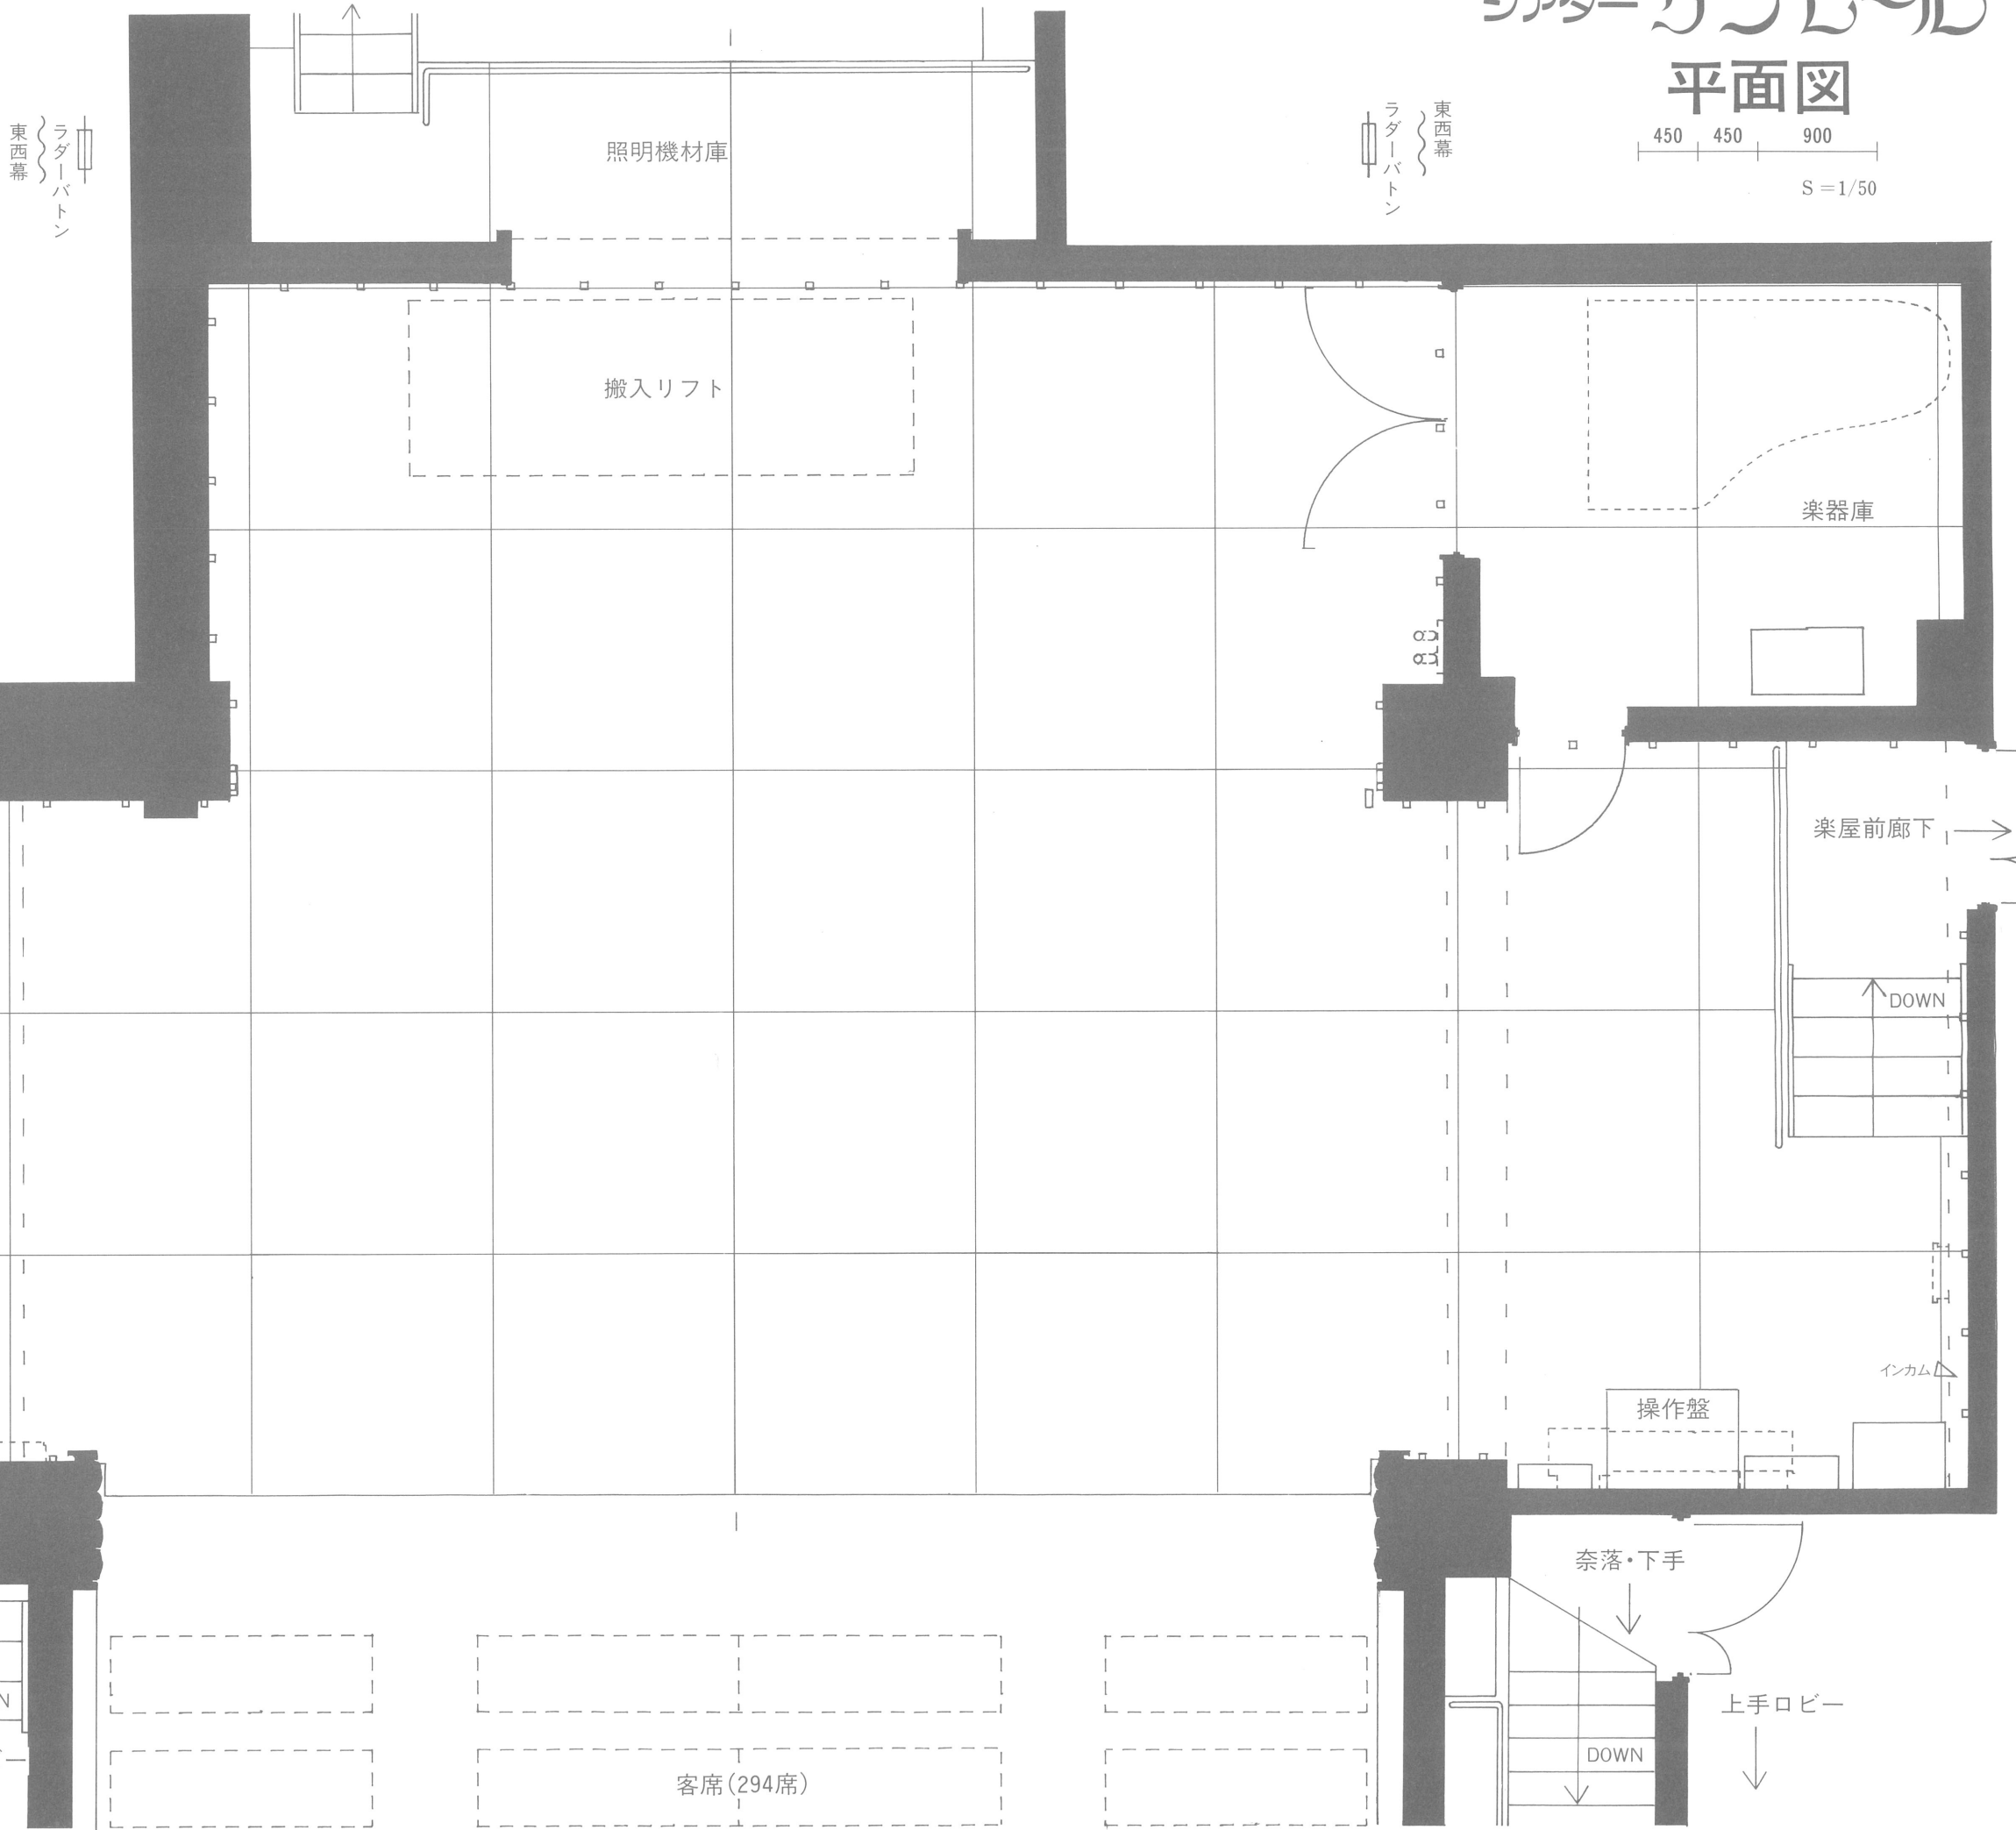 平面図
450 450 900
S=1/50
東西幕
ラダーバトン
ラダーバトン
東西幕
照明機材庫
搬入リフト
楽器庫
楽屋前廊下
DOWN
インカム
操作盤
奈落・下手
上手ロビー
DOWN
客席(294席)